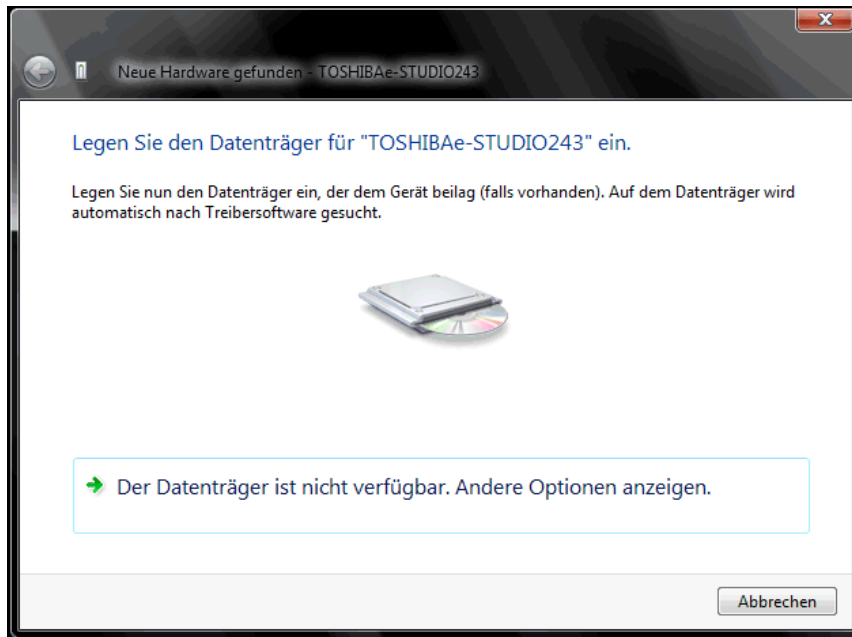 Neue Hardware gefunden - TOSHIBAe-STUDIO243
Legen Sie den Datenträger für "TOSHIBAe-STUDIO243" ein.
Legen Sie nun den Datenträger ein, der dem Gerät beilag (falls vorhanden). Auf dem Datenträger wird
automatisch nach Treibersoftware gesucht.
Der Datenträger ist nicht verfügbar. Andere Optionen anzeigen.
Abbrechen